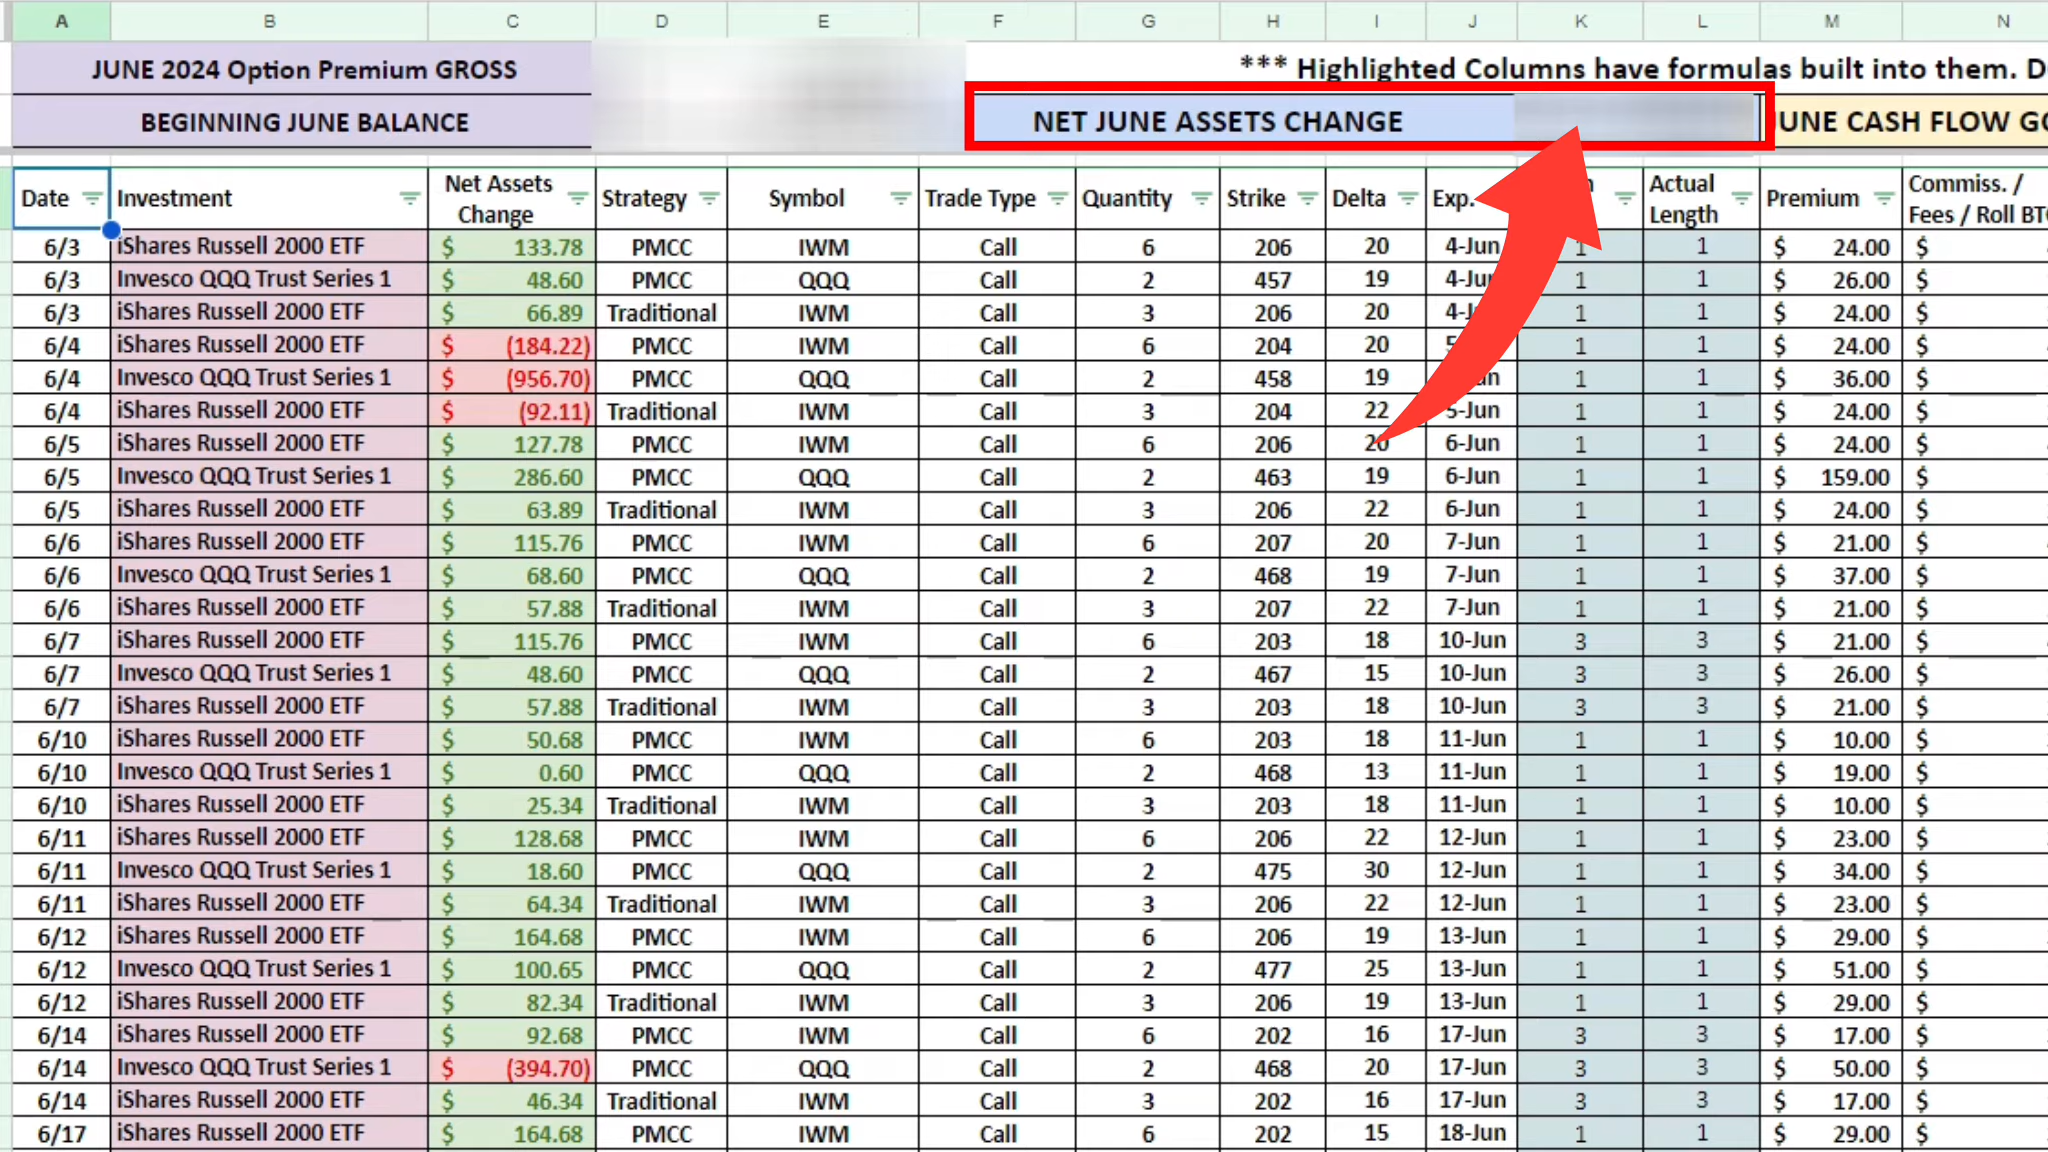 A B C D E F G H I J K L M N
JUNE 2024 Option Premium GROSS
*** Highlighted Columns have formulas built into them.
BEGINNING JUNE BALANCE NET JUNE ASSETS CHANGE UNE CASH FLOW
Date Investment Net Assets Change Strategy Symbol Trade Type Quantity Strike Delta Exp. Actual Length Premium Commiss. / Fees / Roll
6/3 iShares Russell 2000 ETF $ 133.78 PMCC IWM Call 6 206 20 4-Jun 1 1 $ 24.00 $
6/3 Invesco QQQ Trust Series 1 $ 48.60 PMCC QQQ Call 2 457 19 4-Jun 1 1 $ 26.00 $
6/3 iShares Russell 2000 ETF $ 66.89 Traditional IWM Call 3 206 20 1 1 $ 24.00 $
6/4 iShares Russell 2000 ETF $ (184.22) PMCC IWM Call 6 204 20 1 1 $ 24.00 $
6/4 Invesco QQQ Trust Series 1 $ (956.70) PMCC QQQ Call 2 458 19 1 1 $ 36.00 $
6/4 iShares Russell 2000 ETF $ (92.11) Traditional IWM Call 3 204 22 5-Jun 1 1 $ 24.00 $
6/5 iShares Russell 2000 ETF $ 127.78 PMCC IWM Call 6 206 20 6-Jun 1 1 $ 24.00 $
6/5 Invesco QQQ Trust Series 1 $ 286.60 PMCC QQQ Call 2 463 19 6-Jun 1 1 $ 159.00 $
6/5 iShares Russell 2000 ETF $ 63.89 Traditional IWM Call 3 206 22 6-Jun 1 1 $ 24.00 $
6/6 iShares Russell 2000 ETF $ 115.76 PMCC IWM Call 6 207 20 7-Jun 1 1 $ 21.00 $
6/6 Invesco QQQ Trust Series 1 $ 68.60 PMCC QQQ Call 2 468 19 7-Jun 1 1 $ 37.00 $
6/6 iShares Russell 2000 ETF $ 57.88 Traditional IWM Call 3 207 22 7-Jun 1 1 $ 21.00 $
6/7 iShares Russell 2000 ETF $ 115.76 PMCC IWM Call 6 203 18 10-Jun 3 3 $ 21.00 $
6/7 Invesco QQQ Trust Series 1 $ 48.60 PMCC QQQ Call 2 467 15 10-Jun 3 3 $ 26.00 $
6/7 iShares Russell 2000 ETF $ 57.88 Traditional IWM Call 3 203 18 10-Jun 3 3 $ 21.00 $
6/10 iShares Russell 2000 ETF $ 50.68 PMCC IWM Call 6 203 18 11-Jun 1 1 $ 10.00 $
6/10 Invesco QQQ Trust Series 1 $ 0.60 PMCC QQQ Call 2 468 13 11-Jun 1 1 $ 19.00 $
6/10 iShares Russell 2000 ETF $ 25.34 Traditional IWM Call 3 203 18 11-Jun 1 1 $ 10.00 $
6/11 iShares Russell 2000 ETF $ 128.68 PMCC IWM Call 6 206 22 12-Jun 1 1 $ 23.00 $
6/11 Invesco QQQ Trust Series 1 $ 18.60 PMCC QQQ Call 2 475 30 12-Jun 1 1 $ 34.00 $
6/11 iShares Russell 2000 ETF $ 64.34 Traditional IWM Call 3 206 22 12-Jun 1 1 $ 23.00 $
6/12 iShares Russell 2000 ETF $ 164.68 PMCC IWM Call 6 206 19 13-Jun 1 1 $ 29.00 $
6/12 Invesco QQQ Trust Series 1 $ 100.65 PMCC QQQ Call 2 477 25 13-Jun 1 1 $ 51.00 $
6/12 iShares Russell 2000 ETF $ 82.34 Traditional IWM Call 3 206 19 13-Jun 1 1 $ 29.00 $
6/14 iShares Russell 2000 ETF $ 92.68 PMCC IWM Call 6 202 16 17-Jun 3 3 $ 17.00 $
6/14 Invesco QQQ Trust Series 1 $ (394.70) PMCC QQQ Call 2 468 20 17-Jun 3 3 $ 50.00 $
6/14 iShares Russell 2000 ETF $ 46.34 Traditional IWM Call 3 202 16 17-Jun 3 3 $ 17.00 $
6/17 iShares Russell 2000 ETF $ 164.68 PMCC IWM Call 6 202 15 18-Jun 1 1 $ 29.00 $